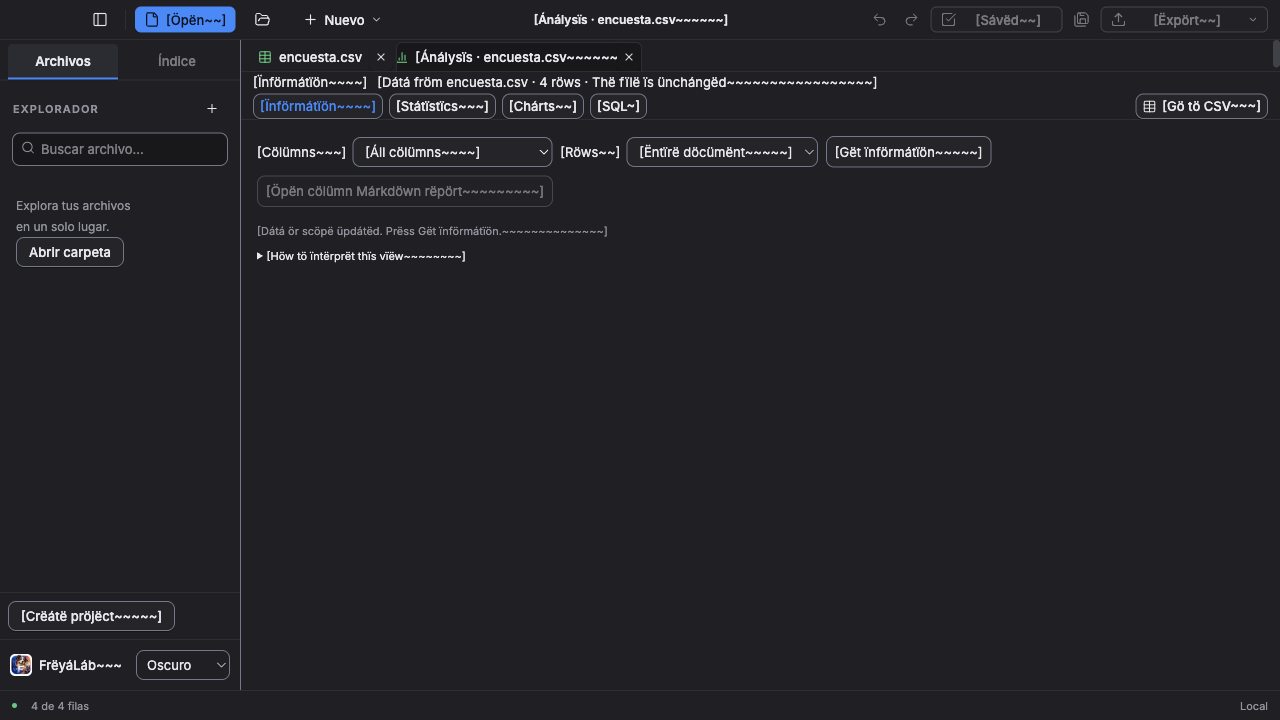 [Öpën~~]
Nuevo
[Ánálysïs · encuesta.csv~~~~~~]
[Sávëd~~]
[Ëxpört~~]
Archivos
Índice
encuesta.csv
[Ánálysïs · encuesta.csv~~~~~~
[Ïnförmátïön~~~~] [Dátá fröm encuesta.csv · 4 röws · Thë fïlë ïs ünchángëd~~~~~~~~~~~~~~~~~]
[Ïnförmátïön~~~~] [Státïstïcs~~~] [Chárts~~] [SQL~] [Gö tö CSV~~~]
EXPLORADOR
Buscar archivo...
Explora tus archivos
en un solo lugar.
Abrir carpeta
[Cölümns~~~] [Áll cölümns~~~~] [Röws~~] [Ëntïrë döcümënt~~~~~] [Gët ïnförmátïön~~~~~]
[Öpën cölümn Márkdöwn rëpört~~~~~~~~~]
[Dátá ör scöpë üpdátëd. Prëss Gët ïnförmátïön.~~~~~~~~~~~~~~]
[Höw tö ïntërprët thïs vïëw~~~~~~~~]
[Crëátë pröjëct~~~~~]
FrëyáLáb~~~
Oscuro
4 de 4 filas
Local